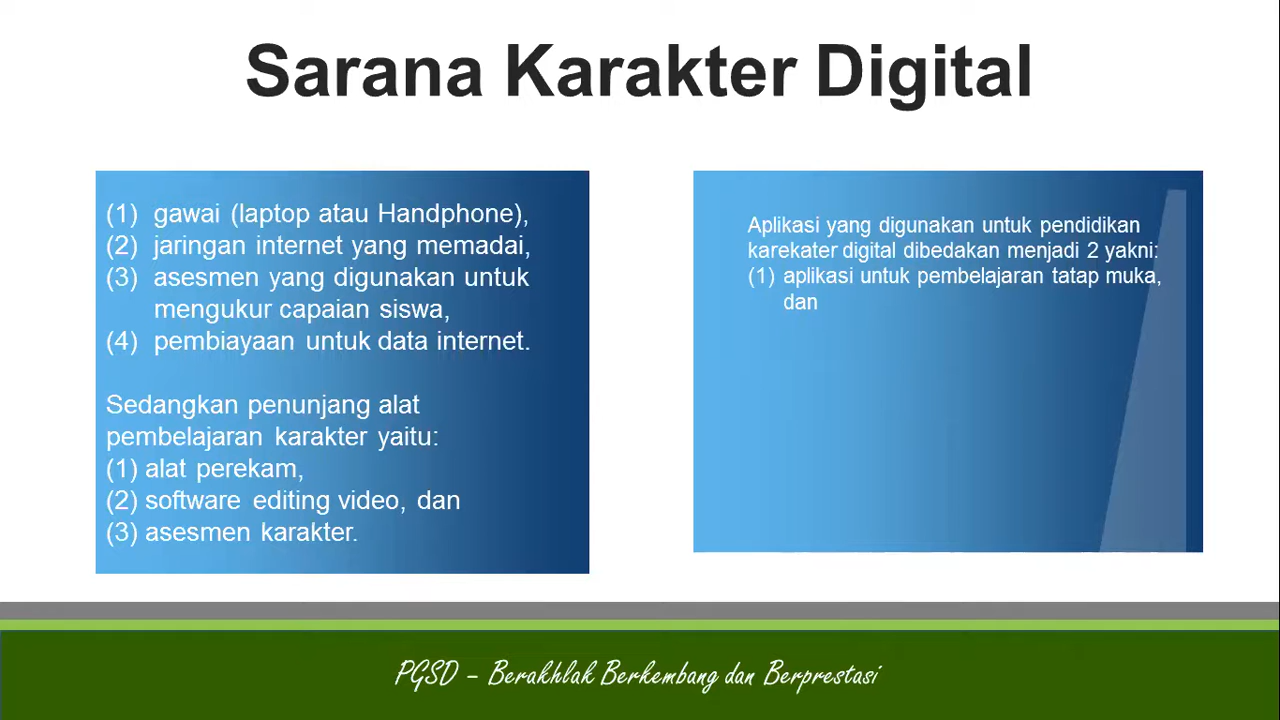 Sarana Karakter Digital
(1) gawai (laptop atau Handphone),
(2) jaringan internet yang memadai,
(3) asesmen yang digunakan untuk
mengukur capaian siswa,
(4) pembiayaan untuk data internet.
Sedangkan penunjang alat
pembelajaran karakter yaitu:
(1) alat perekam,
(2) software editing video, dan
(3) asesmen karakter.
Aplikasi yang digunakan untuk pendidikan
karekater digital dibedakan menjadi 2 yakni:
(1) aplikasi untuk pembelajaran tatap muka,
dan
PGSD – Berakhlak Berkembang dan Berprestasi